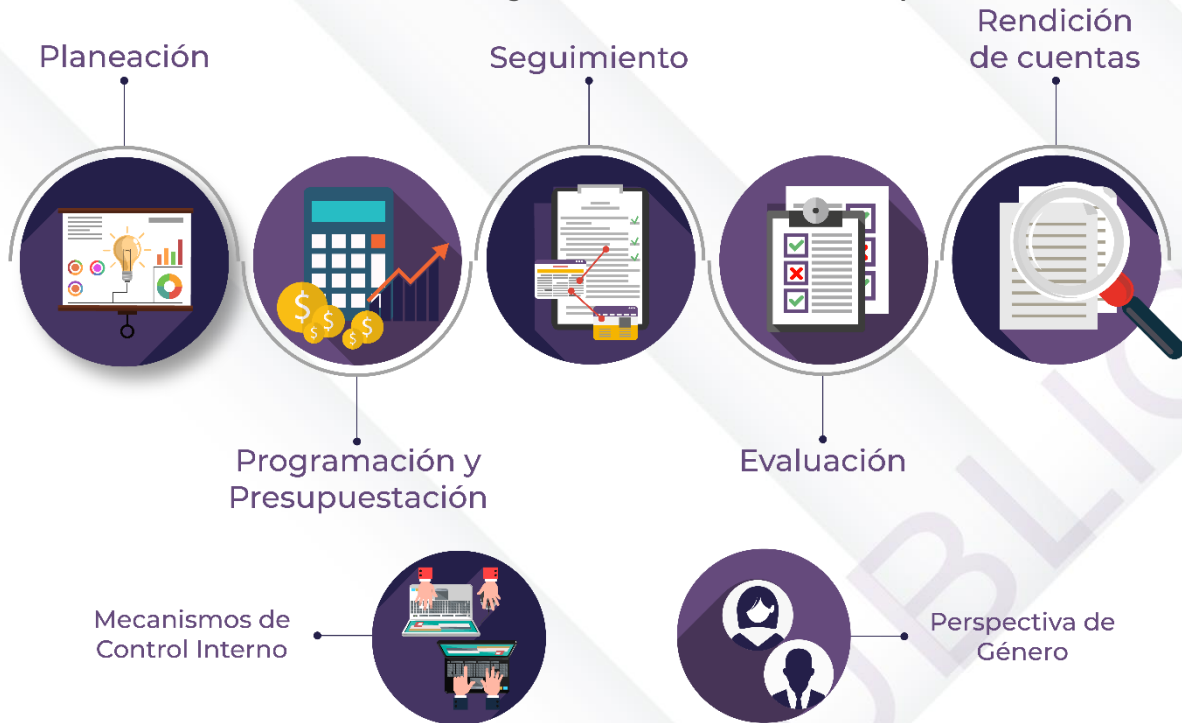 Planeación
Seguimiento
Rendición
de cuentas
Programación y
Presupuestación
Evaluación
Mecanismos de
Control Interno
Perspectiva de
Género